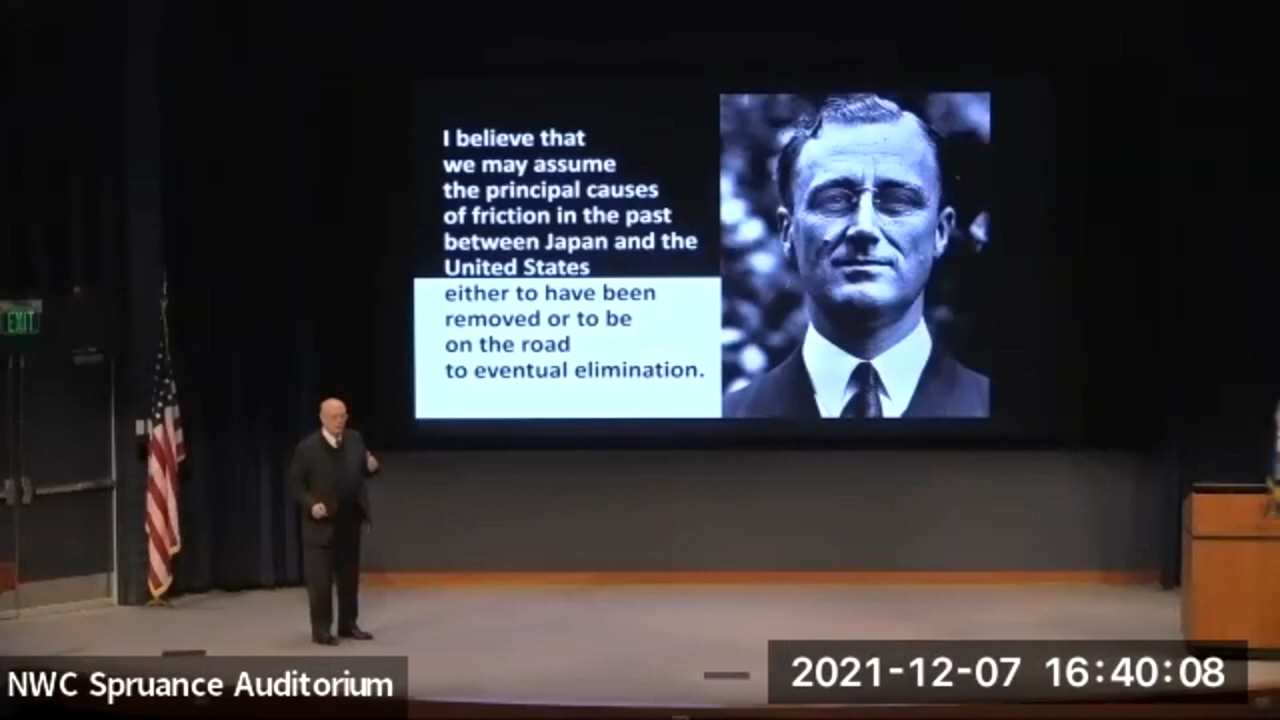 I believe that
we may assume
the principal causes
of friction in the past
between Japan and the
United States
either to have been
removed or to be
on the road
to eventual elimination.
EXIT
NWC Spruance Auditorium
2021-12-07 16:40:08